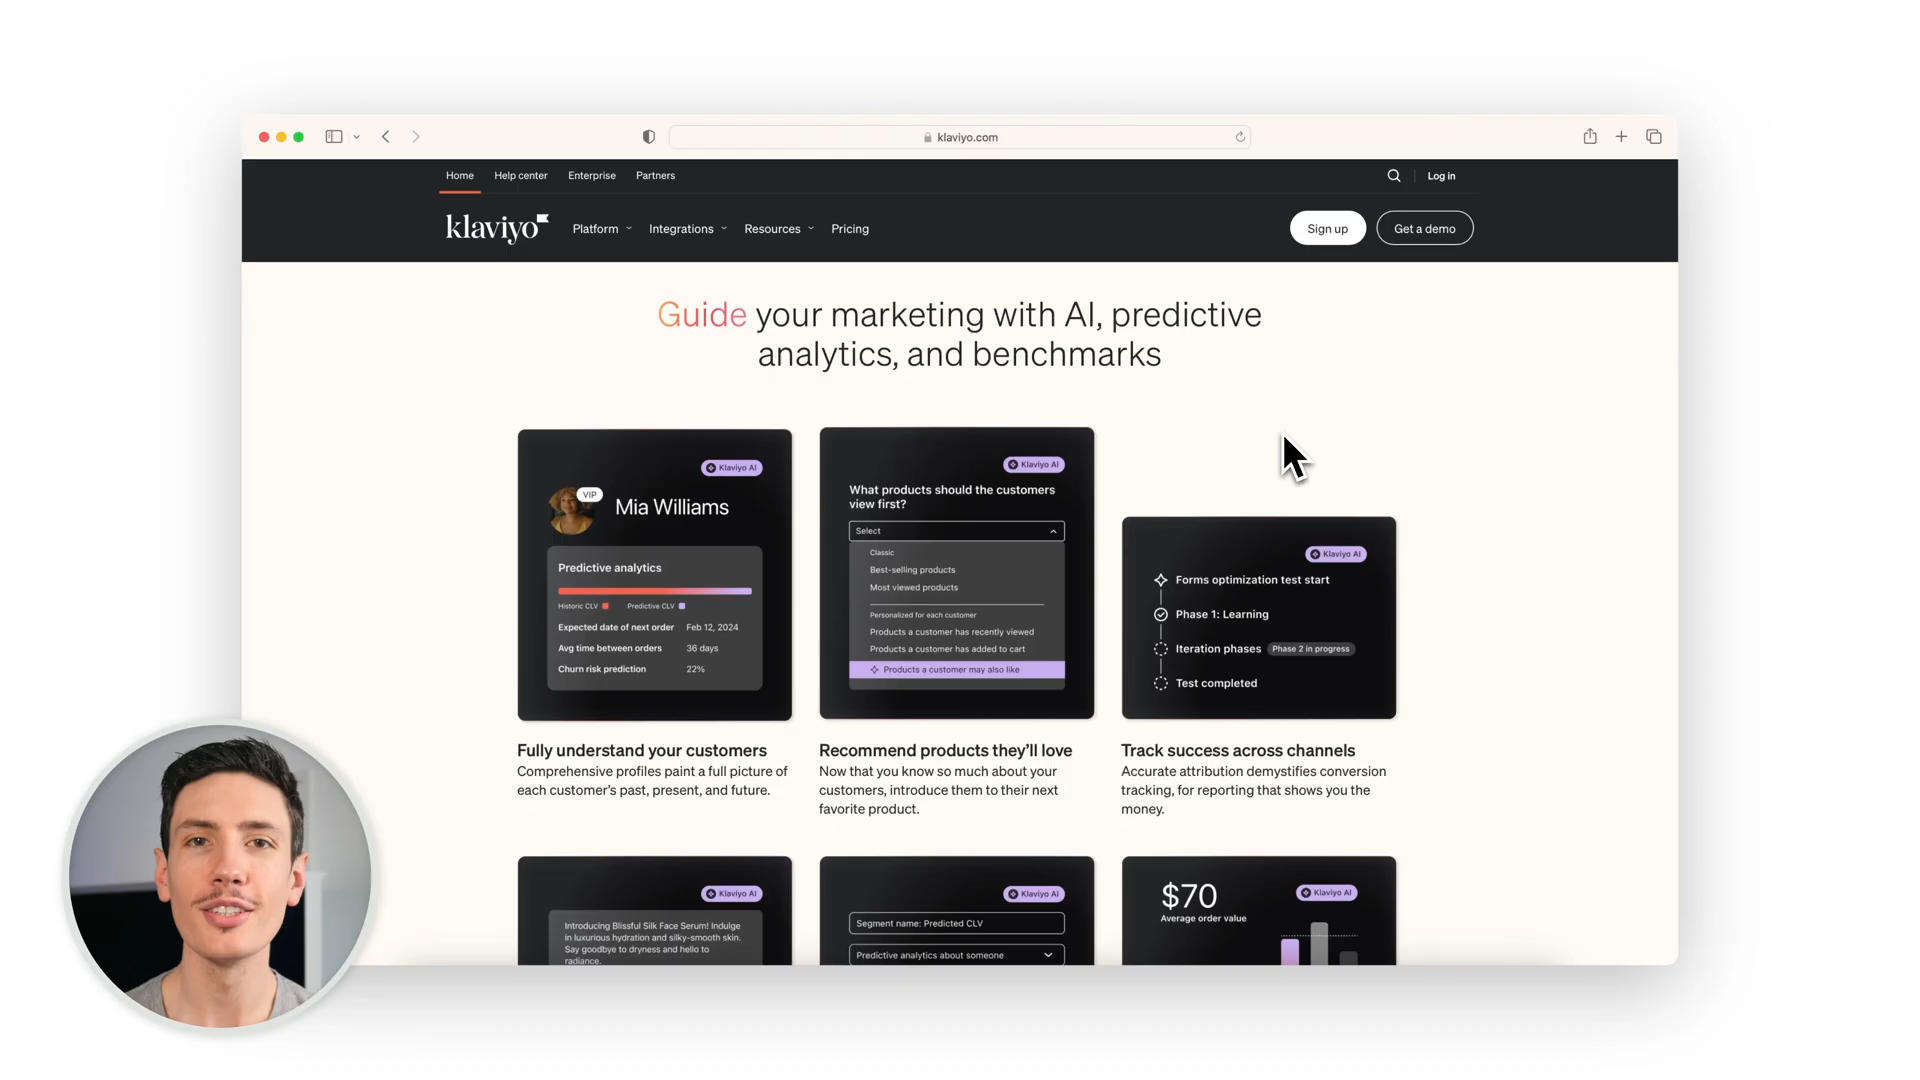 klaviyo.com
Home
Help center
Enterprise
Partners
Log in
klaviyo
Platform
Integrations
Resources
Pricing
Sign up
Get a demo
Guide your marketing with AI, predictive
analytics, and benchmarks
Klaviyo AI
VIP
Mia Williams
Predictive analytics
Historic CLV
Predictive CLV
Expected date of next order Feb 12, 2024
Avg time between orders 36 days
Churn risk prediction 22%
Fully understand your customers
Comprehensive profiles paint a full picture of
each customer’s past, present, and future.
Klaviyo AI
What products should the customers
view first?
Select
Classic
Best-selling products
Most viewed products
Personalized for each customer
Products a customer has recently viewed
Products a customer has added to cart
Products a customer may also like
Recommend products they’ll love
Now that you know so much about your
customers, introduce them to their next
favorite product.
Klaviyo AI
Forms optimization test start
Phase 1: Learning
Iteration phases Phase 2 in progress
Test completed
Track success across channels
Accurate attribution demystifies conversion
tracking, for reporting that shows you the
money.
Klaviyo AI
Introducing Blissful Silk Face Serum! Indulge
in luxurious hydration and silky-smooth skin.
Say goodbye to dryness and hello to
radiance.
Klaviyo AI
Segment name: Predicted CLV
Predictive analytics about someone
$70
Klaviyo AI
Average order value